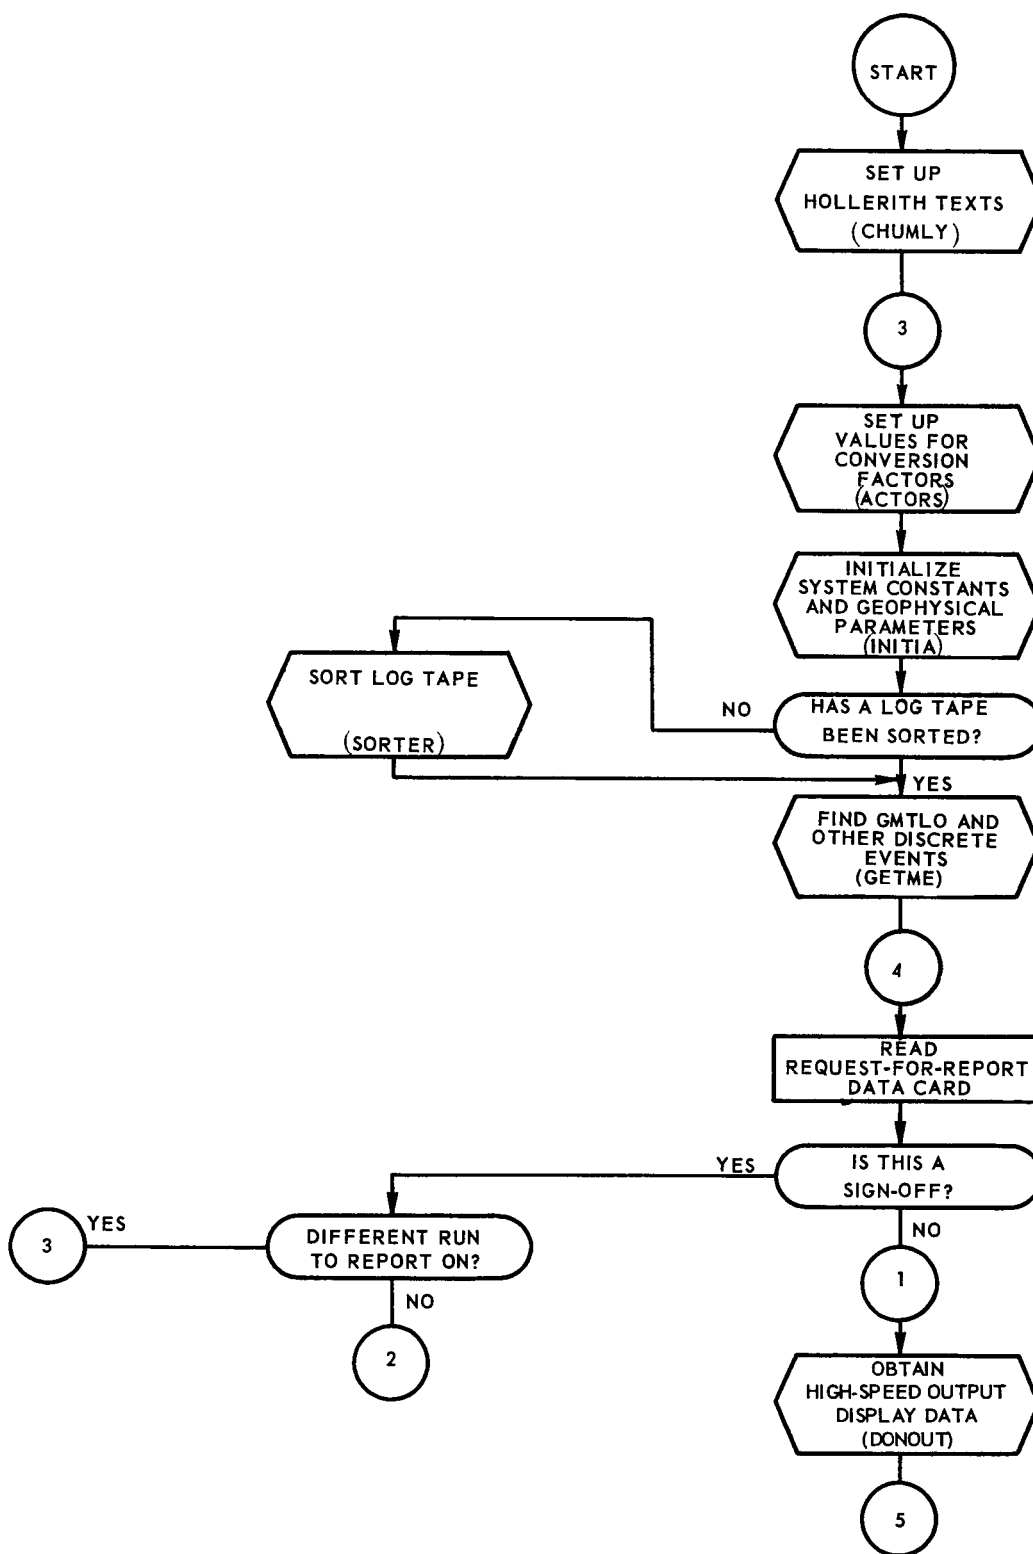 START
SET UP
HOLLERITH TEXTS
(CHUMLY)
3
SET UP
VALUES FOR
CONVERSION
FACTORS
(ACTORS)
INITIALIZE
SYSTEM CONSTANTS
AND GEOPHYSICAL
PARAMETERS
(INITIA)
SORT LOG TAPE
(SORTER)
NO
HAS A LOG TAPE
BEEN SORTED?
YES
FIND GMTLO AND
OTHER DISCRETE
EVENTS
(GETME)
4
READ
REQUEST-FOR-REPORT
DATA CARD
IS THIS A
SIGN-OFF?
YES
NO
DIFFERENT RUN
TO REPORT ON?
YES
3
NO
2
1
OBTAIN
HIGH-SPEED OUTPUT
DISPLAY DATA
(DONOUT)
5